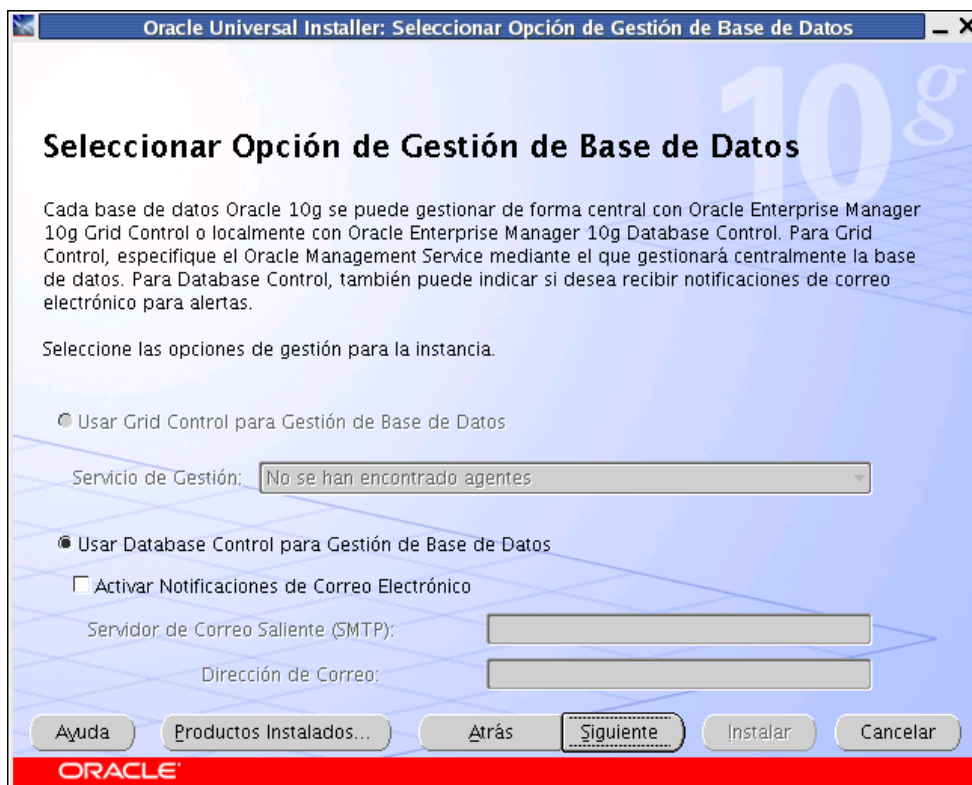 Oracle Universal Installer: Seleccionar Opción de Gestión de Base de Datos
10g
Seleccionar Opción de Gestión de Base de Datos
Cada base de datos Oracle 10g se puede gestionar de forma central con Oracle Enterprise Manager
10g Grid Control o localmente con Oracle Enterprise Manager 10g Database Control. Para Grid
Control, especifique el Oracle Management Service mediante el que gestionará centralmente la base
de datos. Para Database Control, también puede indicar si desea recibir notificaciones de correo
electrónico para alertas.
Seleccione las opciones de gestión para la instancia.
Usar Grid Control para Gestión de Base de Datos
Servicio de Gestión: No se han encontrado agentes
Usar Database Control para Gestión de Base de Datos
Activar Notificaciones de Correo Electrónico
Servidor de Correo Saliente (SMTP):
Dirección de Correo:
Ayuda Productos Instalados... Atrás Siguiente Instalar Cancelar
ORACLE